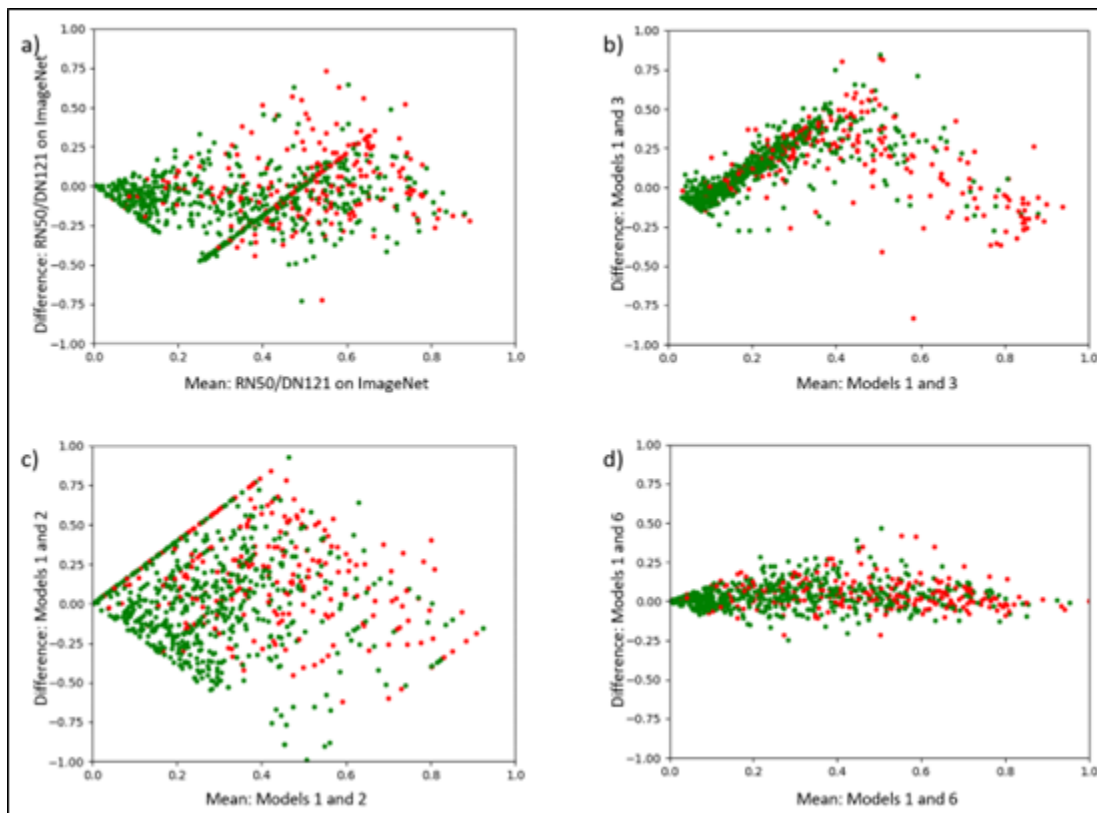 a)
Difference: RN50/DN121 on ImageNet
1.00
0.75
0.50
0.25
0.00
−0.25
−0.50
−0.75
−1.00
0.0 0.2 0.4 0.6 0.8 1.0
Mean: RN50/DN121 on ImageNet
b)
Difference: Models 1 and 3
1.00
0.75
0.50
0.25
0.00
−0.25
−0.50
−0.75
−1.00
0.0 0.2 0.4 0.6 0.8 1.0
Mean: Models 1 and 3
c)
Difference: Models 1 and 2
1.00
0.75
0.50
0.25
0.00
−0.25
−0.50
−0.75
−1.00
0.0 0.2 0.4 0.6 0.8 1.0
Mean: Models 1 and 2
d)
Difference: Models 1 and 6
1.00
0.75
0.50
0.25
0.00
−0.25
−0.50
−0.75
−1.00
0.0 0.2 0.4 0.6 0.8 1.0
Mean: Models 1 and 6